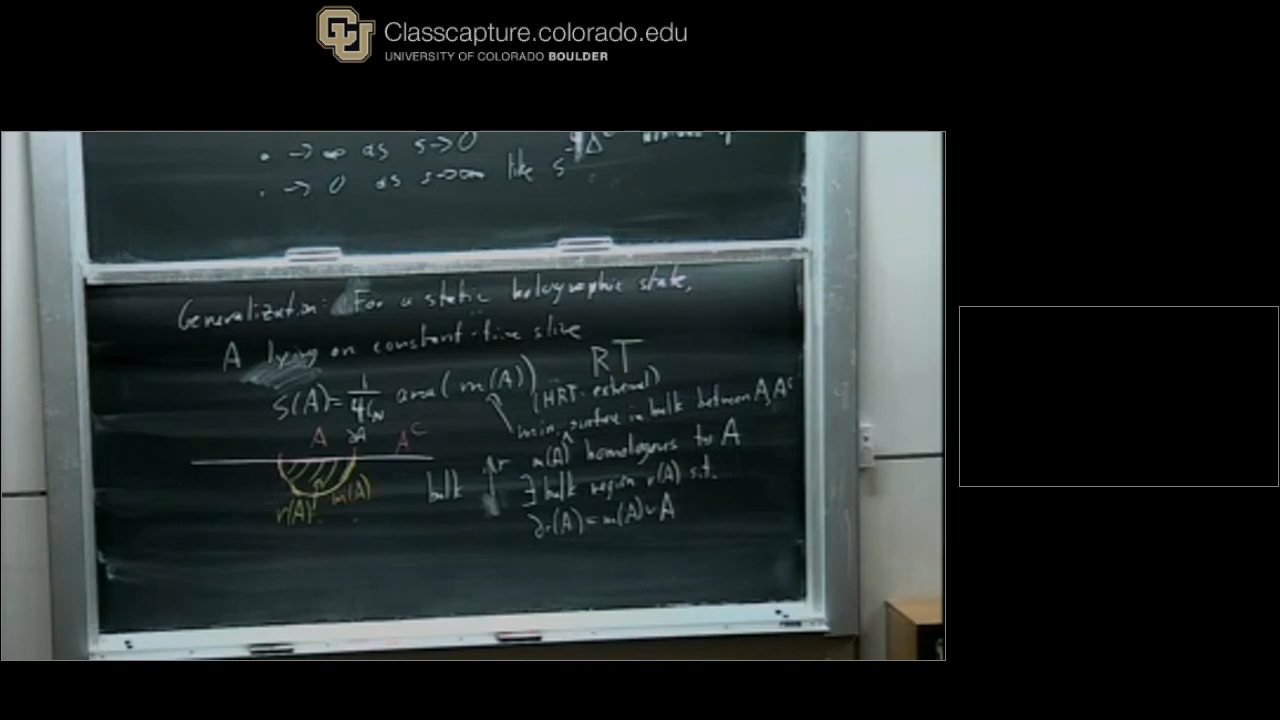 Classcapture.colorado.edu
UNIVERSITY OF COLORADO BOULDER
· → ∞ as s→0
· → 0 as s→∞ like s
Generalization: For a static holographic state,
A lying on constant-time slice
S(A) = 1/4G_N area(m(A)) RT
(HRT-extremal)
min. surface in bulk between A, A^c
m(A) homologous to A
∃ bulk region r(A) s.t.
∂r(A) = m(A) ∪ A
A ∂A A^c
bulk r
r(A) m(A)